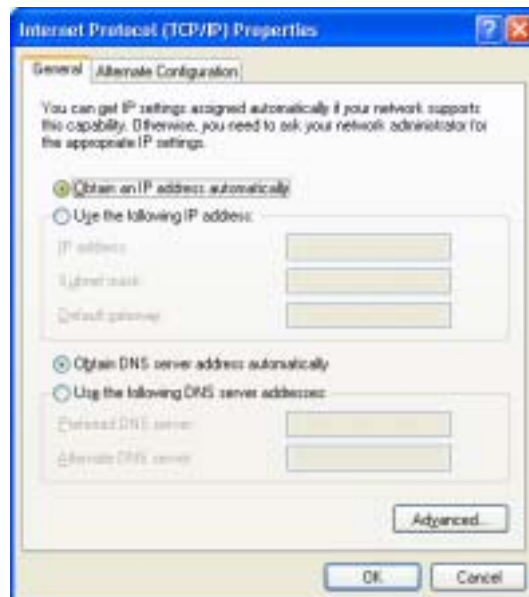 Internet Protocol (TCP/IP) Properties
General
Alternate Configuration
You can get IP settings assigned automatically if your network supports
this capability. Otherwise, you need to ask your network administrator for
the appropriate IP settings.
Obtain an IP address automatically
Use the following IP address:
IP address:
Subnet mask:
Default gateway:
Obtain DNS server address automatically
Use the following DNS server addresses:
Preferred DNS server:
Alternate DNS server:
Advanced...
OK
Cancel